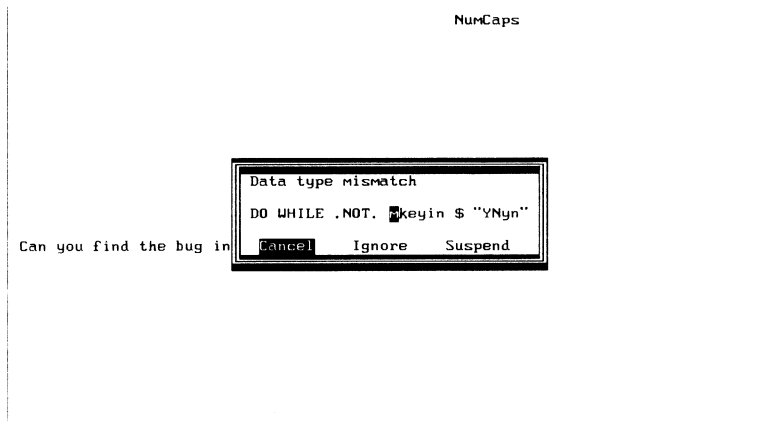 NumCaps
Data type mismatch
DO WHILE .NOT. mkeyin $ "YNyn"
Can you find the bug in
Cancel Ignore Suspend